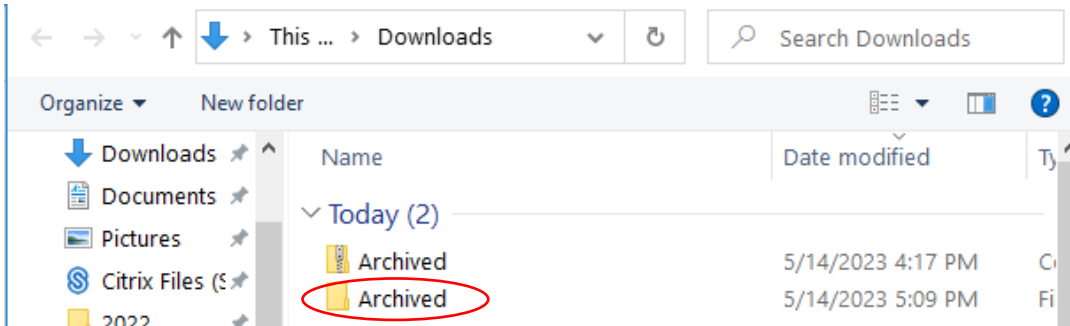 This ... > Downloads
Search Downloads
Organize
New folder
?
Downloads
Name
Date modified
Documents
Today (2)
Pictures
Archived
5/14/2023 4:17 PM
Citrix Files (
Archived
5/14/2023 5:09 PM
Fi
2022